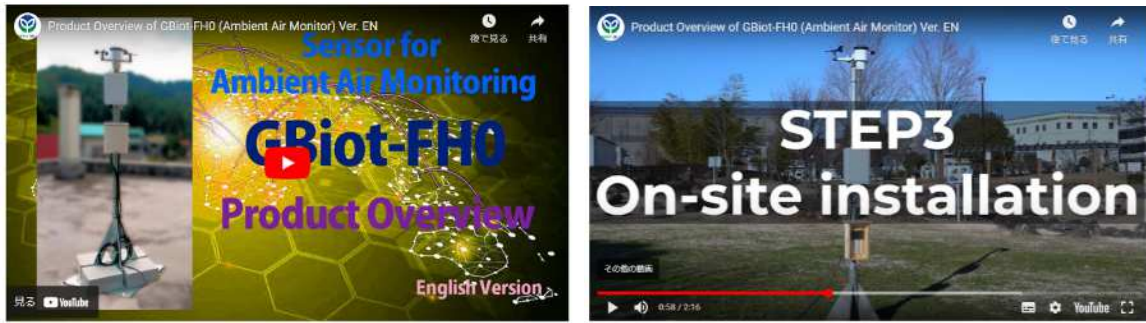 Product Overview of GBiot-FH0 (Ambient Air Monitor) Ver. EN
後で見る
共有
Sensor for
Ambient Air Monitoring
GBiot-FH0
Product Overview
English Version
見る YouTube
Product Overview of GBiot-FH0 (Ambient Air Monitor) Ver. EN
後で見る
共有
STEP3
On-site installation
その他の動画
0:58 / 2:16
YouTube